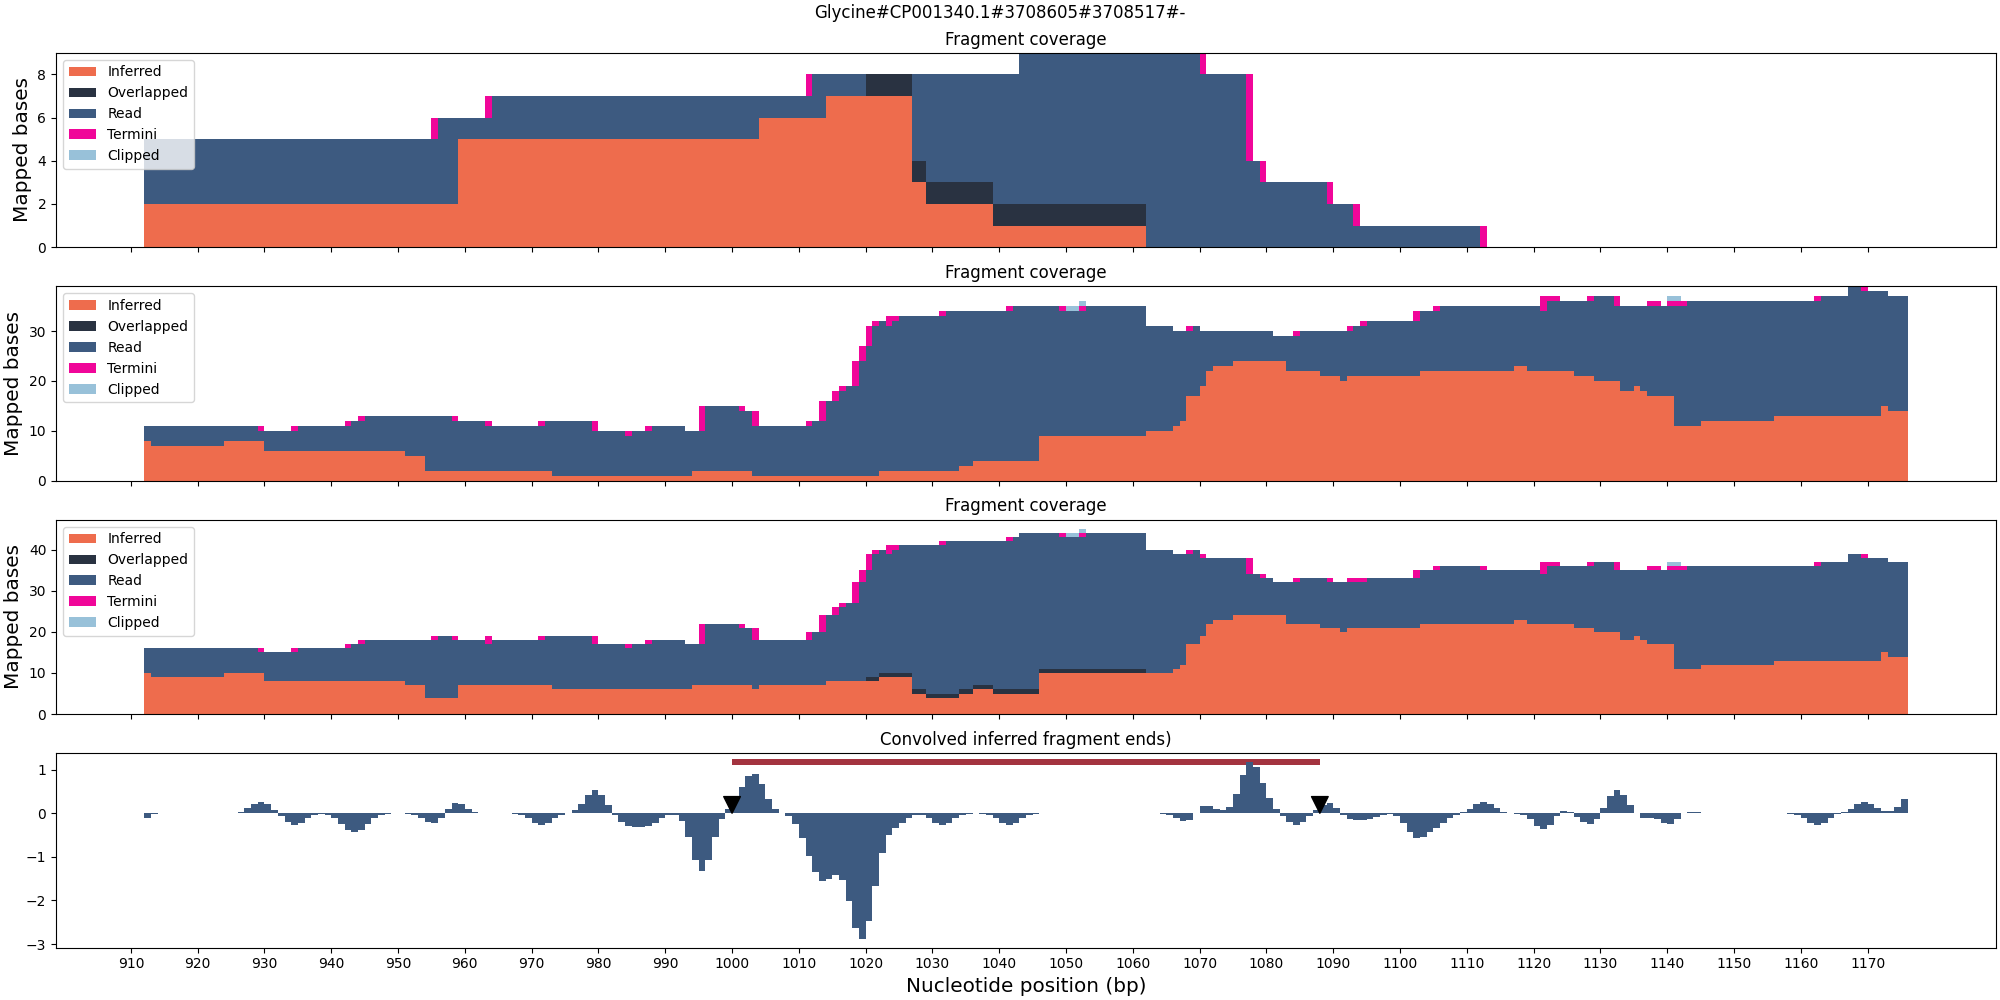 Glycine#CP001340.1#3708605#3708517#-
Fragment coverage
Mapped bases
8
6
4
2
0
Inferred
Overlapped
Read
Termini
Clipped
Fragment coverage
Mapped bases
30
20
10
0
Inferred
Overlapped
Read
Termini
Clipped
Fragment coverage
Mapped bases
40
30
20
10
0
Inferred
Overlapped
Read
Termini
Clipped
Convolved inferred fragment ends)
1
0
−1
−2
−3
910 920 930 940 950 960 970 980 990 1000 1010 1020 1030 1040 1050 1060 1070 1080 1090 1100 1110 1120 1130 1140 1150 1160 1170
Nucleotide position (bp)